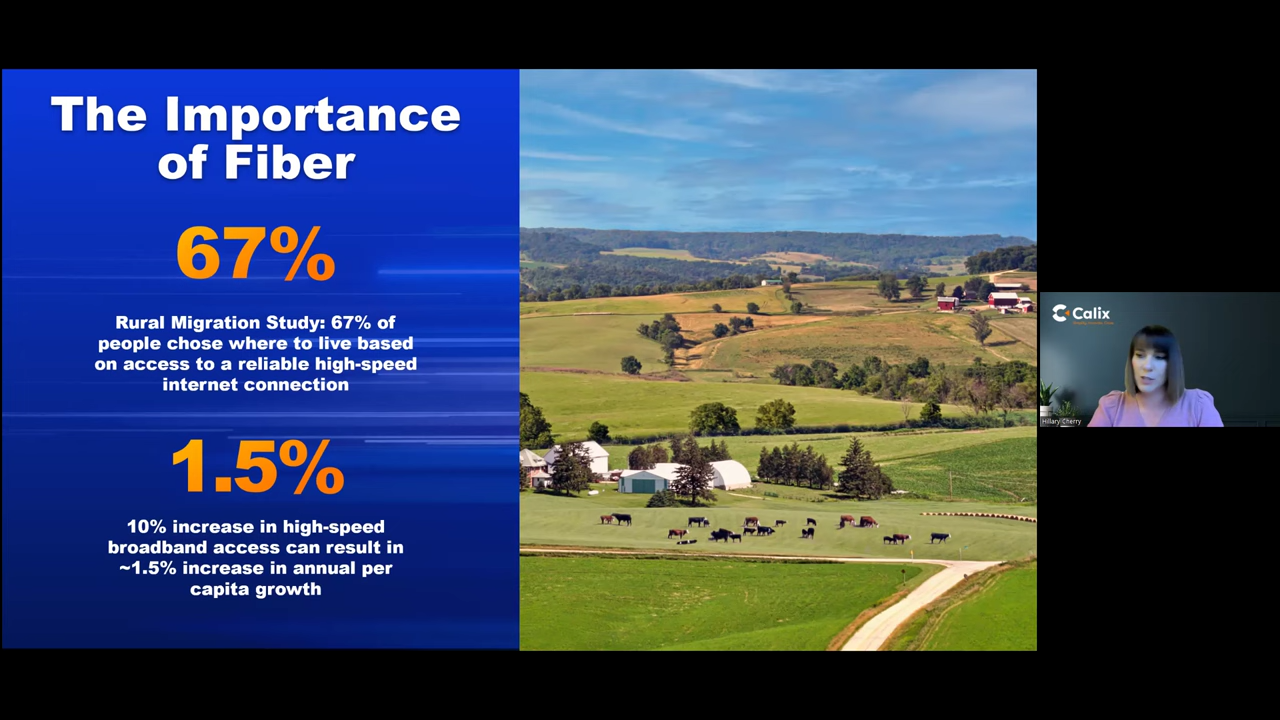 The Importance
of Fiber
67%
Rural Migration Study: 67% of
people chose where to live based
on access to a reliable high-speed
internet connection
1.5%
10% increase in high-speed
broadband access can result in
~1.5% increase in annual per
capita growth
Calix
Hillary Cherry